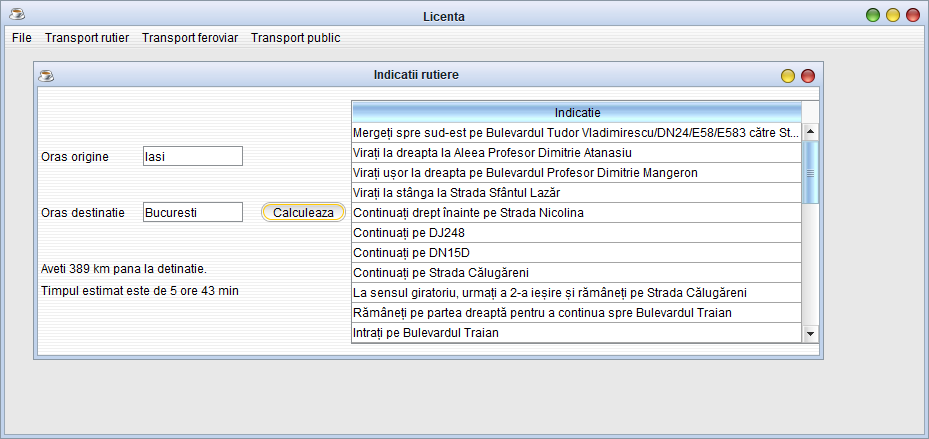 Licenta
File Transport rutier Transport feroviar Transport public
Indicatii rutiere
Oras origine Iasi
Oras destinatie Bucuresti Calculeaza
Aveti 389 km pana la detinatie.
Timpul estimat este de 5 ore 43 min
Indicatie
Mergeți spre sud-est pe Bulevardul Tudor Vladimirescu/DN24/E58/E583 către St...
Virați la dreapta la Aleea Profesor Dimitrie Atanasiu
Virați ușor la dreapta pe Bulevardul Profesor Dimitrie Mangeron
Virați la stânga la Strada Sfântul Lazăr
Continuați drept înainte pe Strada Nicolina
Continuați pe DJ248
Continuați pe DN15D
Continuați pe Strada Călugăreni
La sensul giratoriu, urmați a 2-a ieșire și rămâneți pe Strada Călugăreni
Rămâneți pe partea dreaptă pentru a continua spre Bulevardul Traian
Intrați pe Bulevardul Traian